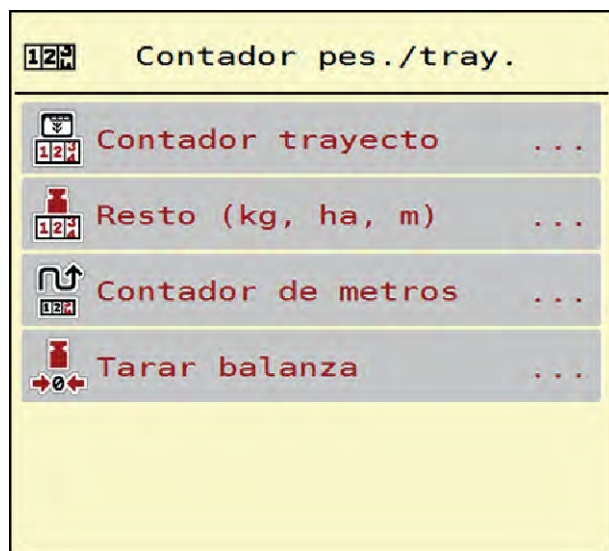 Contador pes./tray.
Contador trayecto ...
Resto (kg, ha, m) ...
Contador de metros ...
Tarar balanza ...